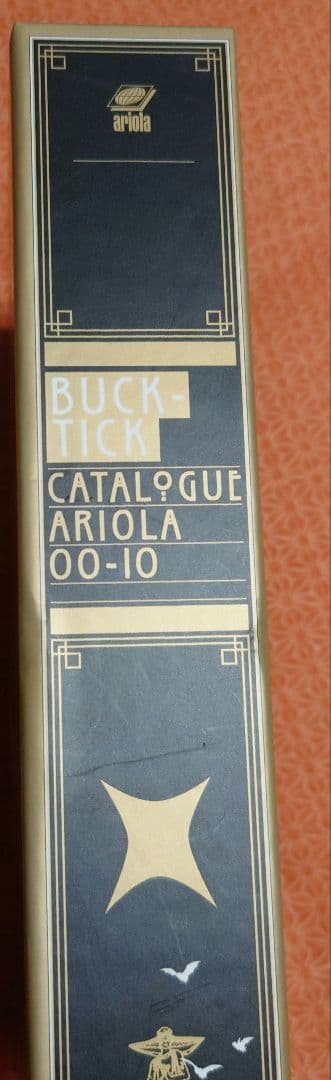 ariola
BUCK-
TICK
CATALOGUE
ARIOLA
00-10